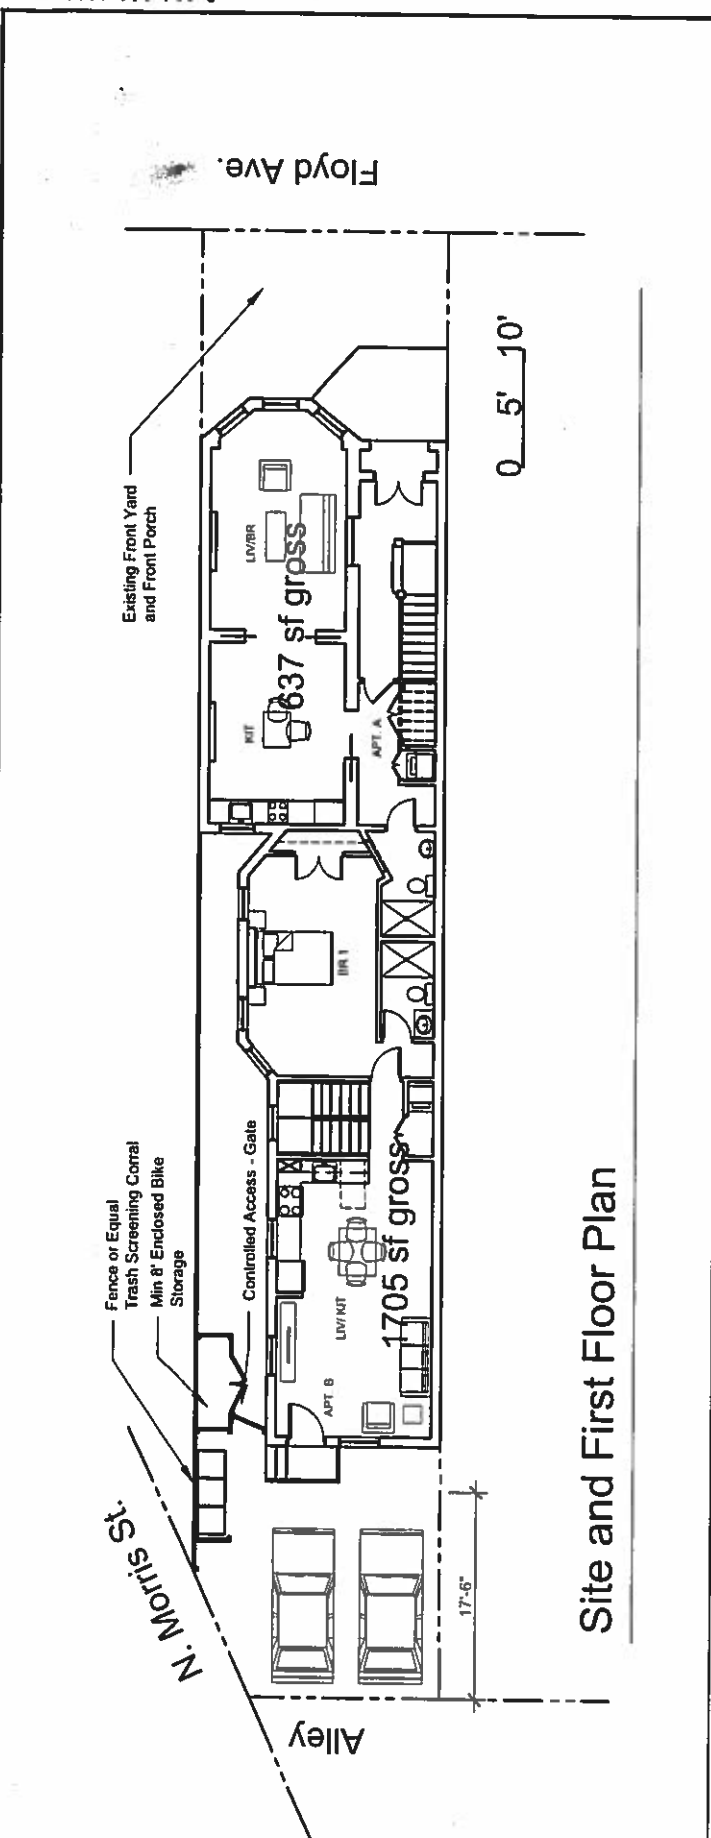 Floyd Ave.
Existing Front Yard
and Front Porch
0 5' 10'
LIV/BR
637 sf gross
KIT
APT. A
BR 1
Fence or Equal
Trash Screening Corral
Min 8' Enclosed Bike
Storage
Controlled Access - Gate
1705 sf gross
LIV/ KIT
APT B
N. Morris St.
17'-6"
Alley
Site and First Floor Plan